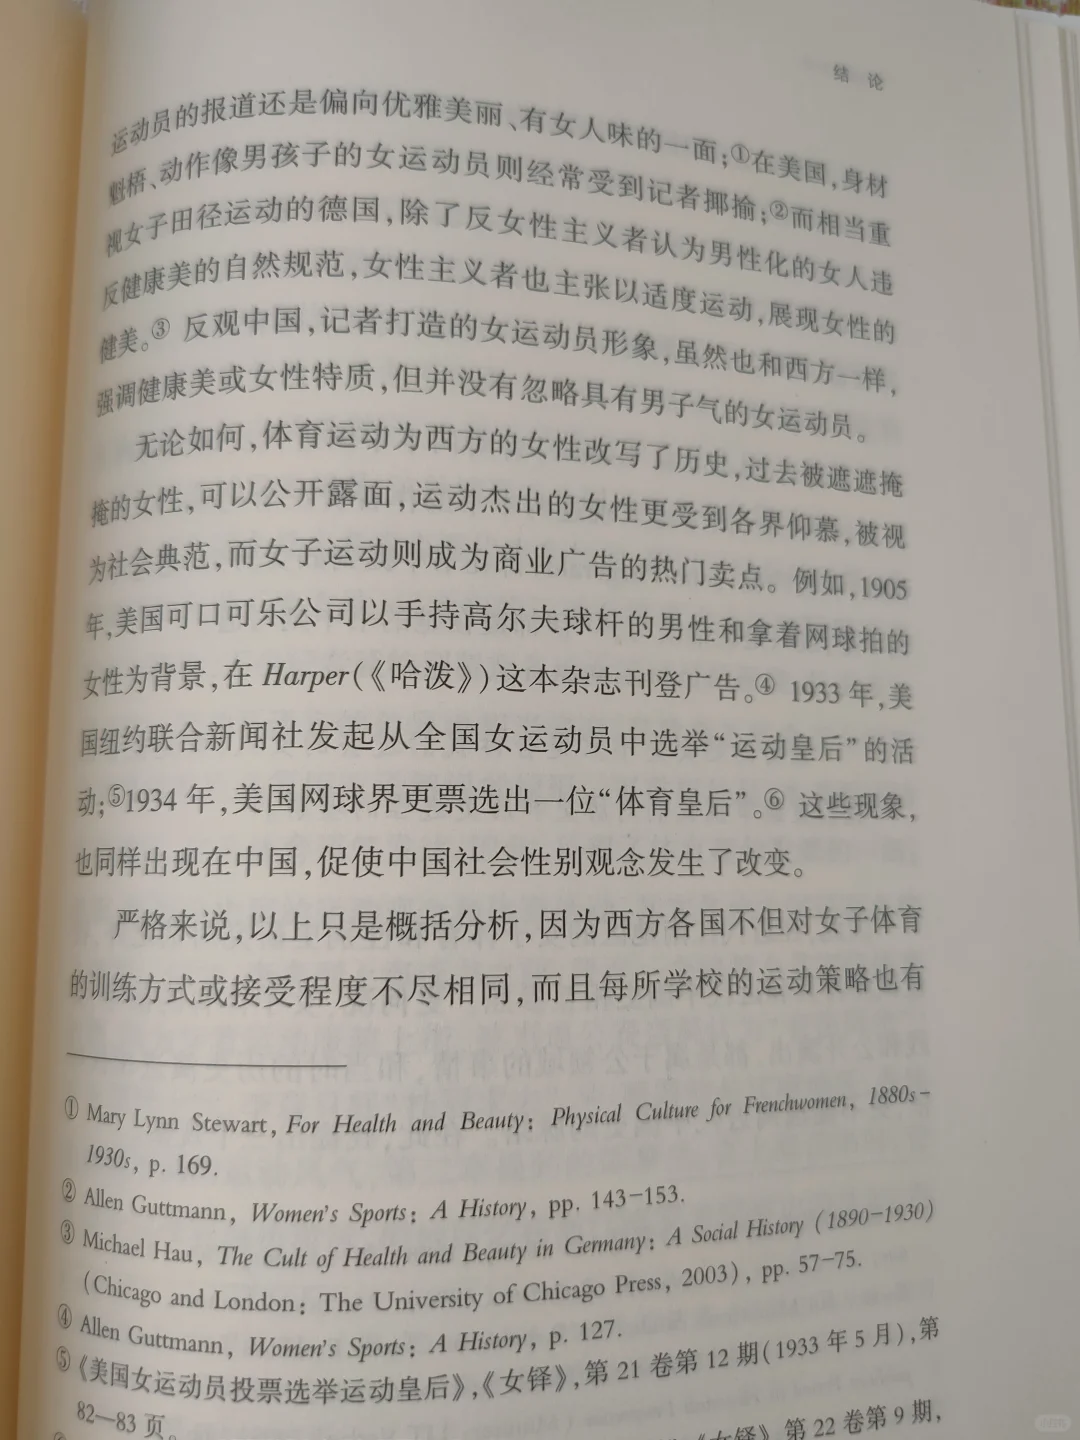 结 论
运动员的报道还是偏向优雅美丽、有女人味的一面；①在美国，身材
魁梧、动作像男孩子的女运动员则经常受到记者揶揄；②而相当重
视女子田径运动的德国，除了反女性主义者认为男性化的女人违
反健康美的自然规范，女性主义者也主张以适度运动，展现女性的
健美。③ 反观中国，记者打造的女运动员形象，虽然也和西方一样，
强调健康美或女性特质，但并没有忽略具有男子气的女运动员。
无论如何，体育运动为西方的女性改写了历史，过去被遮遮掩
掩的女性，可以公开露面，运动杰出的女性更受到各界仰慕，被视
为社会典范，而女子运动则成为商业广告的热门卖点。例如，1905
年，美国可口可乐公司以手持高尔夫球杆的男性和拿着网球拍的
女性为背景，在 Harper(《哈泼》)这本杂志刊登广告。④ 1933 年，美
国纽约联合新闻社发起从全国女运动员中选举“运动皇后”的活
动；⑤1934 年，美国网球界更票选出一位“体育皇后”。⑥ 这些现象，
也同样出现在中国，促使中国社会性别观念发生了改变。
严格来说，以上只是概括分析，因为西方各国不但对女子体育
的训练方式或接受程度不尽相同，而且每所学校的运动策略也有
① Mary Lynn Stewart, For Health and Beauty: Physical Culture for Frenchwomen, 1880s-
1930s, p. 169.
② Allen Guttmann, Women's Sports: A History, pp. 143-153.
③ Michael Hau, The Cult of Health and Beauty in Germany: A Social History (1890-1930)
(Chicago and London: The University of Chicago Press, 2003), pp. 57-75.
④ Allen Guttmann, Women's Sports: A History, p. 127.
⑤ 《美国女运动员投票选举运动皇后》，《女铎》，第 21 卷第 12 期(1933 年 5 月)，第
82—83 页。
《女铎》第 22 卷第 9 期，